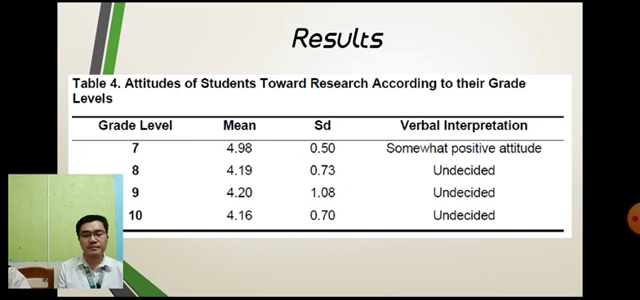 Results
Table 4. Attitudes of Students Toward Research According to their Grade
Levels
Grade Level Mean Sd Verbal Interpretation
7 4.98 0.50 Somewhat positive attitude
8 4.19 0.73 Undecided
9 4.20 1.08 Undecided
10 4.16 0.70 Undecided